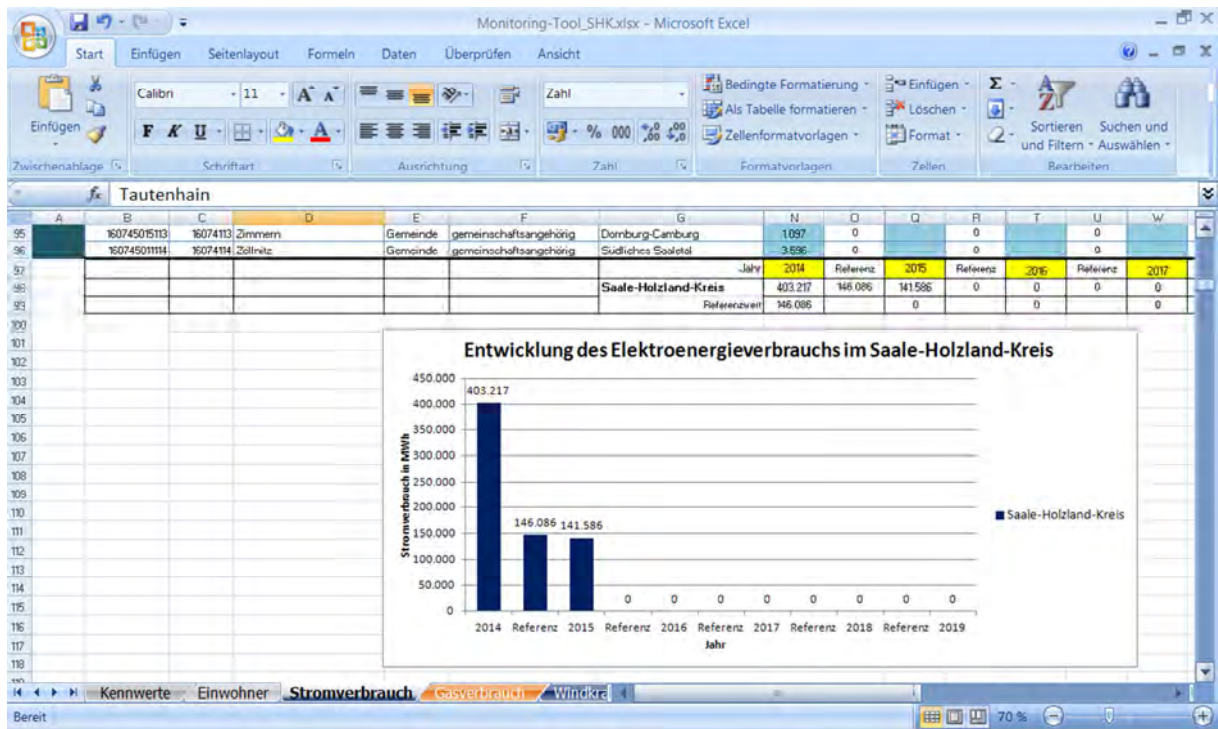 Monitoring-Tool_SHK.xlsx - Microsoft Excel
Start Einfügen Seitenlayout Formeln Daten Überprüfen Ansicht
Einfügen
Calibri 11
F K U
Zahl
% 000
Bedingte Formatierung
Als Tabelle formatieren
Zellenformatvorlagen
Einfügen
Löschen
Format
Sortieren und Filtern
Suchen und Auswählen
Zwischenablage Schriftart Ausrichtung Zahl Formatvorlagen Zellen Bearbeiten
fx Tautenhain
A B C D E F G N O Q R T U W
95 160745015113 16074113 Zimmern Gemeinde gemeinschaftsangehörig Dornburg-Camburg 1.097 0 0 0
96 160745011114 16074114 Zöllnitz Gemeinde gemeinschaftsangehörig Südliches Saaletal 3.596 0 0 0
97 Jahr 2014 Referenz 2015 Referenz 2016 Referenz 2017
98 Saale-Holzland-Kreis 403.217 146.086 141.586 0 0 0 0
99 Referenzwert 146.086 0 0 0
100
101
102
103
104
105
106
107
108
109
110
111
112
113
114
115
116
117
118
Entwicklung des Elektroenergieverbrauchs im Saale-Holzland-Kreis
Stromverbrauch in MWh
450.000
400.000
350.000
300.000
250.000
200.000
150.000
100.000
50.000
0
403.217
146.086 141.586
0 0 0 0 0 0 0 0
2014 Referenz 2015 Referenz 2016 Referenz 2017 Referenz 2018 Referenz 2019
Jahr
Saale-Holzland-Kreis
Kennwerte Einwohner Stromverbrauch Gasverbrauch Windkra
Bereit 70 %